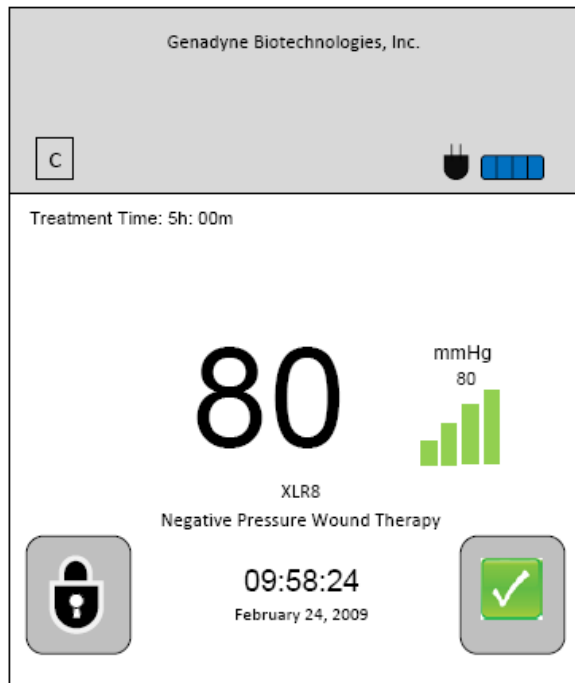 Genadyne Biotechnologies, Inc.
C
Treatment Time: 5h: 00m
80
mmHg
80
XLR8
Negative Pressure Wound Therapy
09:58:24
February 24, 2009